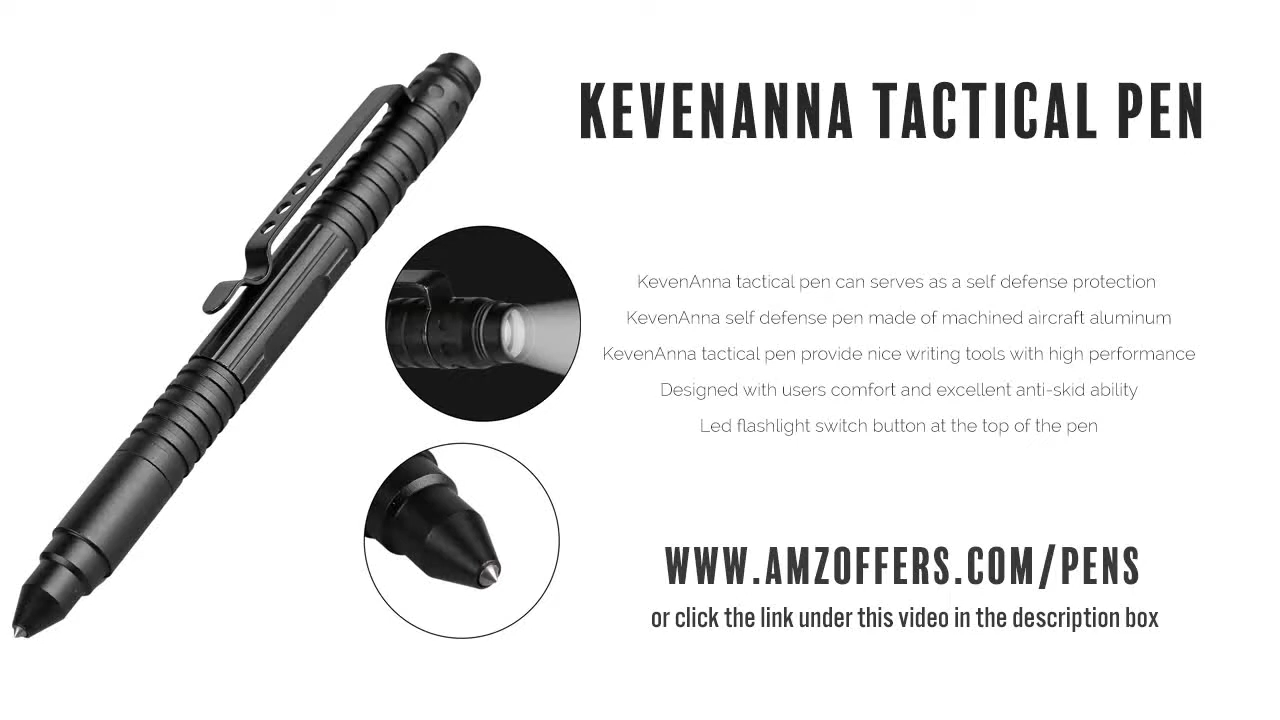 KEVENANNA TACTICAL PEN
KevenAnna tactical pen can serves as a self defense protection
KevenAnna self defense pen made of machined aircraft aluminum
KevenAnna tactical pen provide nice writing tools with high performance
Designed with users comfort and excellent anti-skid ability
Led flashlight switch button at the top of the pen
WWW.AMZOFFERS.COM/PENS
or click the link under this video in the description box